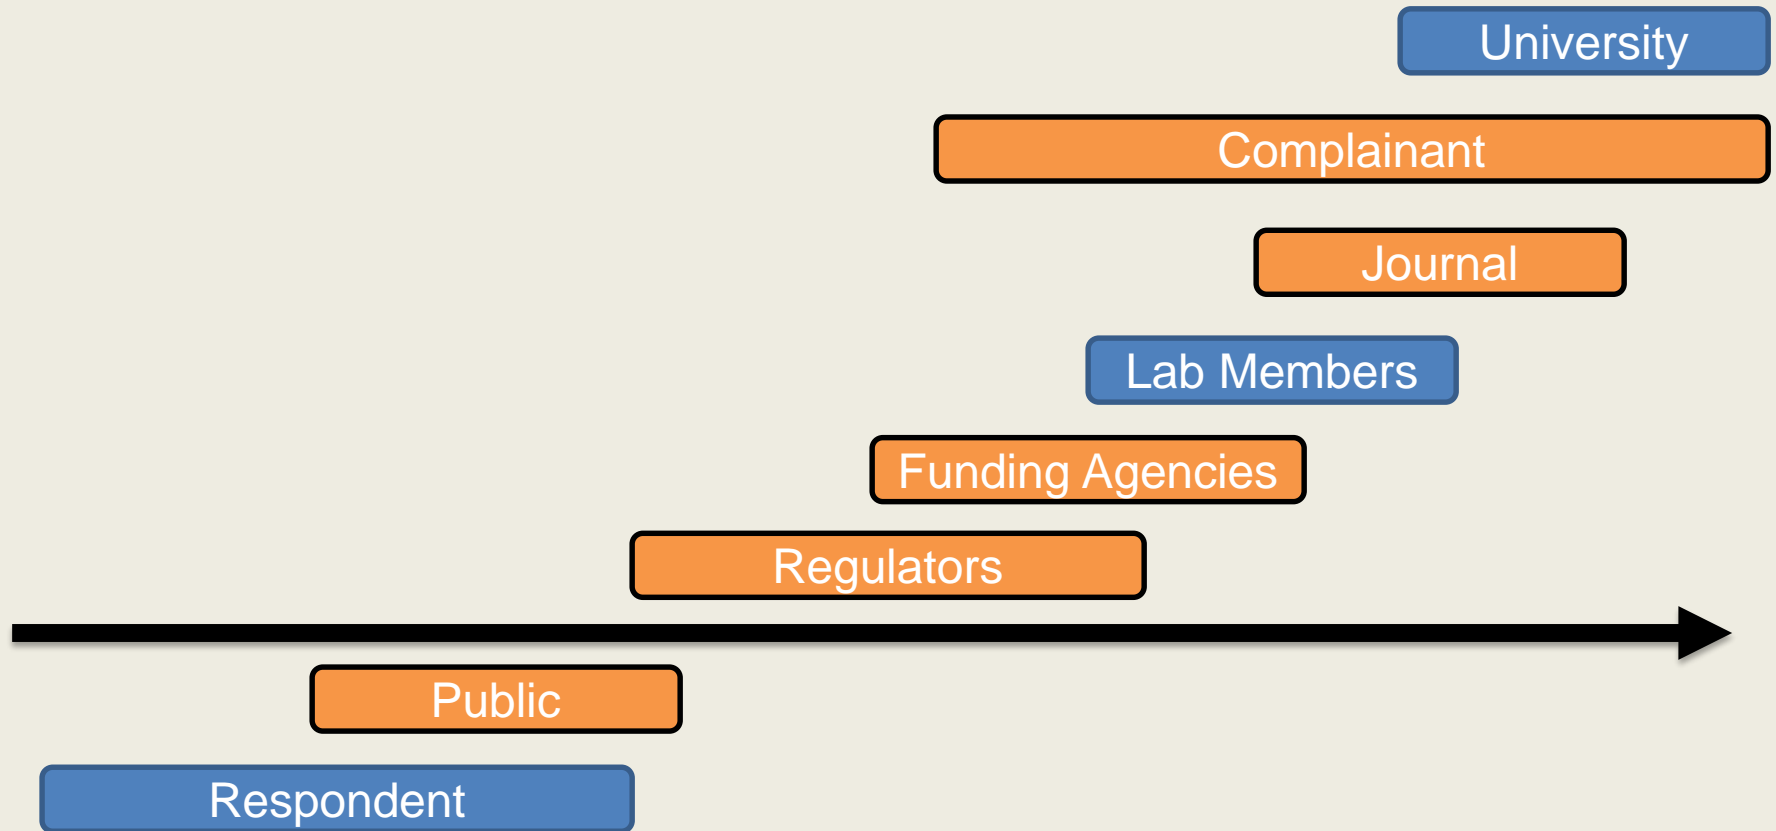 University
Complainant
Journal
Lab Members
Funding Agencies
Regulators
Public
Respondent